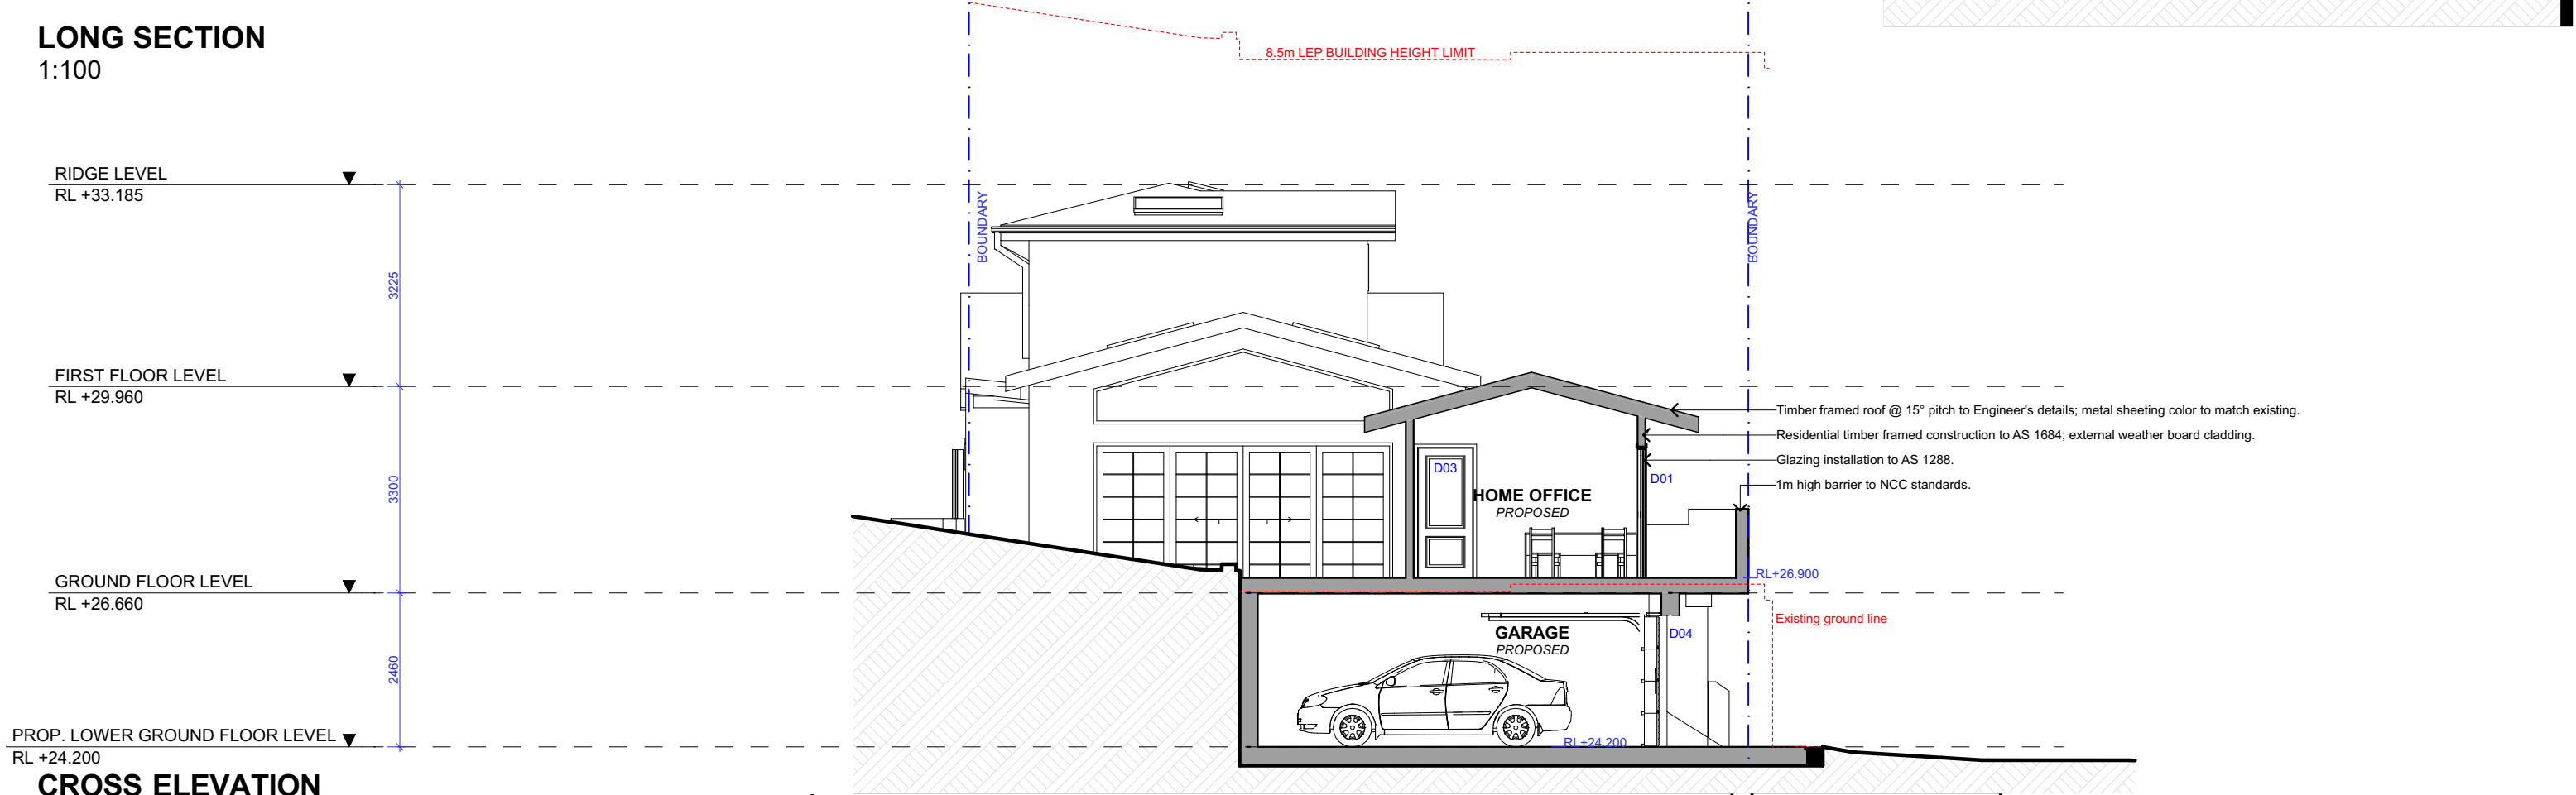 LONG SECTION
1:100
8.5m LEP BUILDING HEIGHT LIMIT
RIDGE LEVEL
RL +33.185
BOUNDARY
BOUNDARY
3225
FIRST FLOOR LEVEL
RL +29.960
Timber framed roof @ 15° pitch to Engineer's details; metal sheeting color to match existing.
Residential timber framed construction to AS 1684; external weather board cladding.
Glazing installation to AS 1288.
1m high barrier to NCC standards.
D03
D01
3300
HOME OFFICE
PROPOSED
GROUND FLOOR LEVEL
RL +26.660
RL+26.900
Existing ground line
GARAGE
PROPOSED
D04
2460
PROP. LOWER GROUND FLOOR LEVEL
RL +24.200
RL+24.200
CROSS ELEVATION